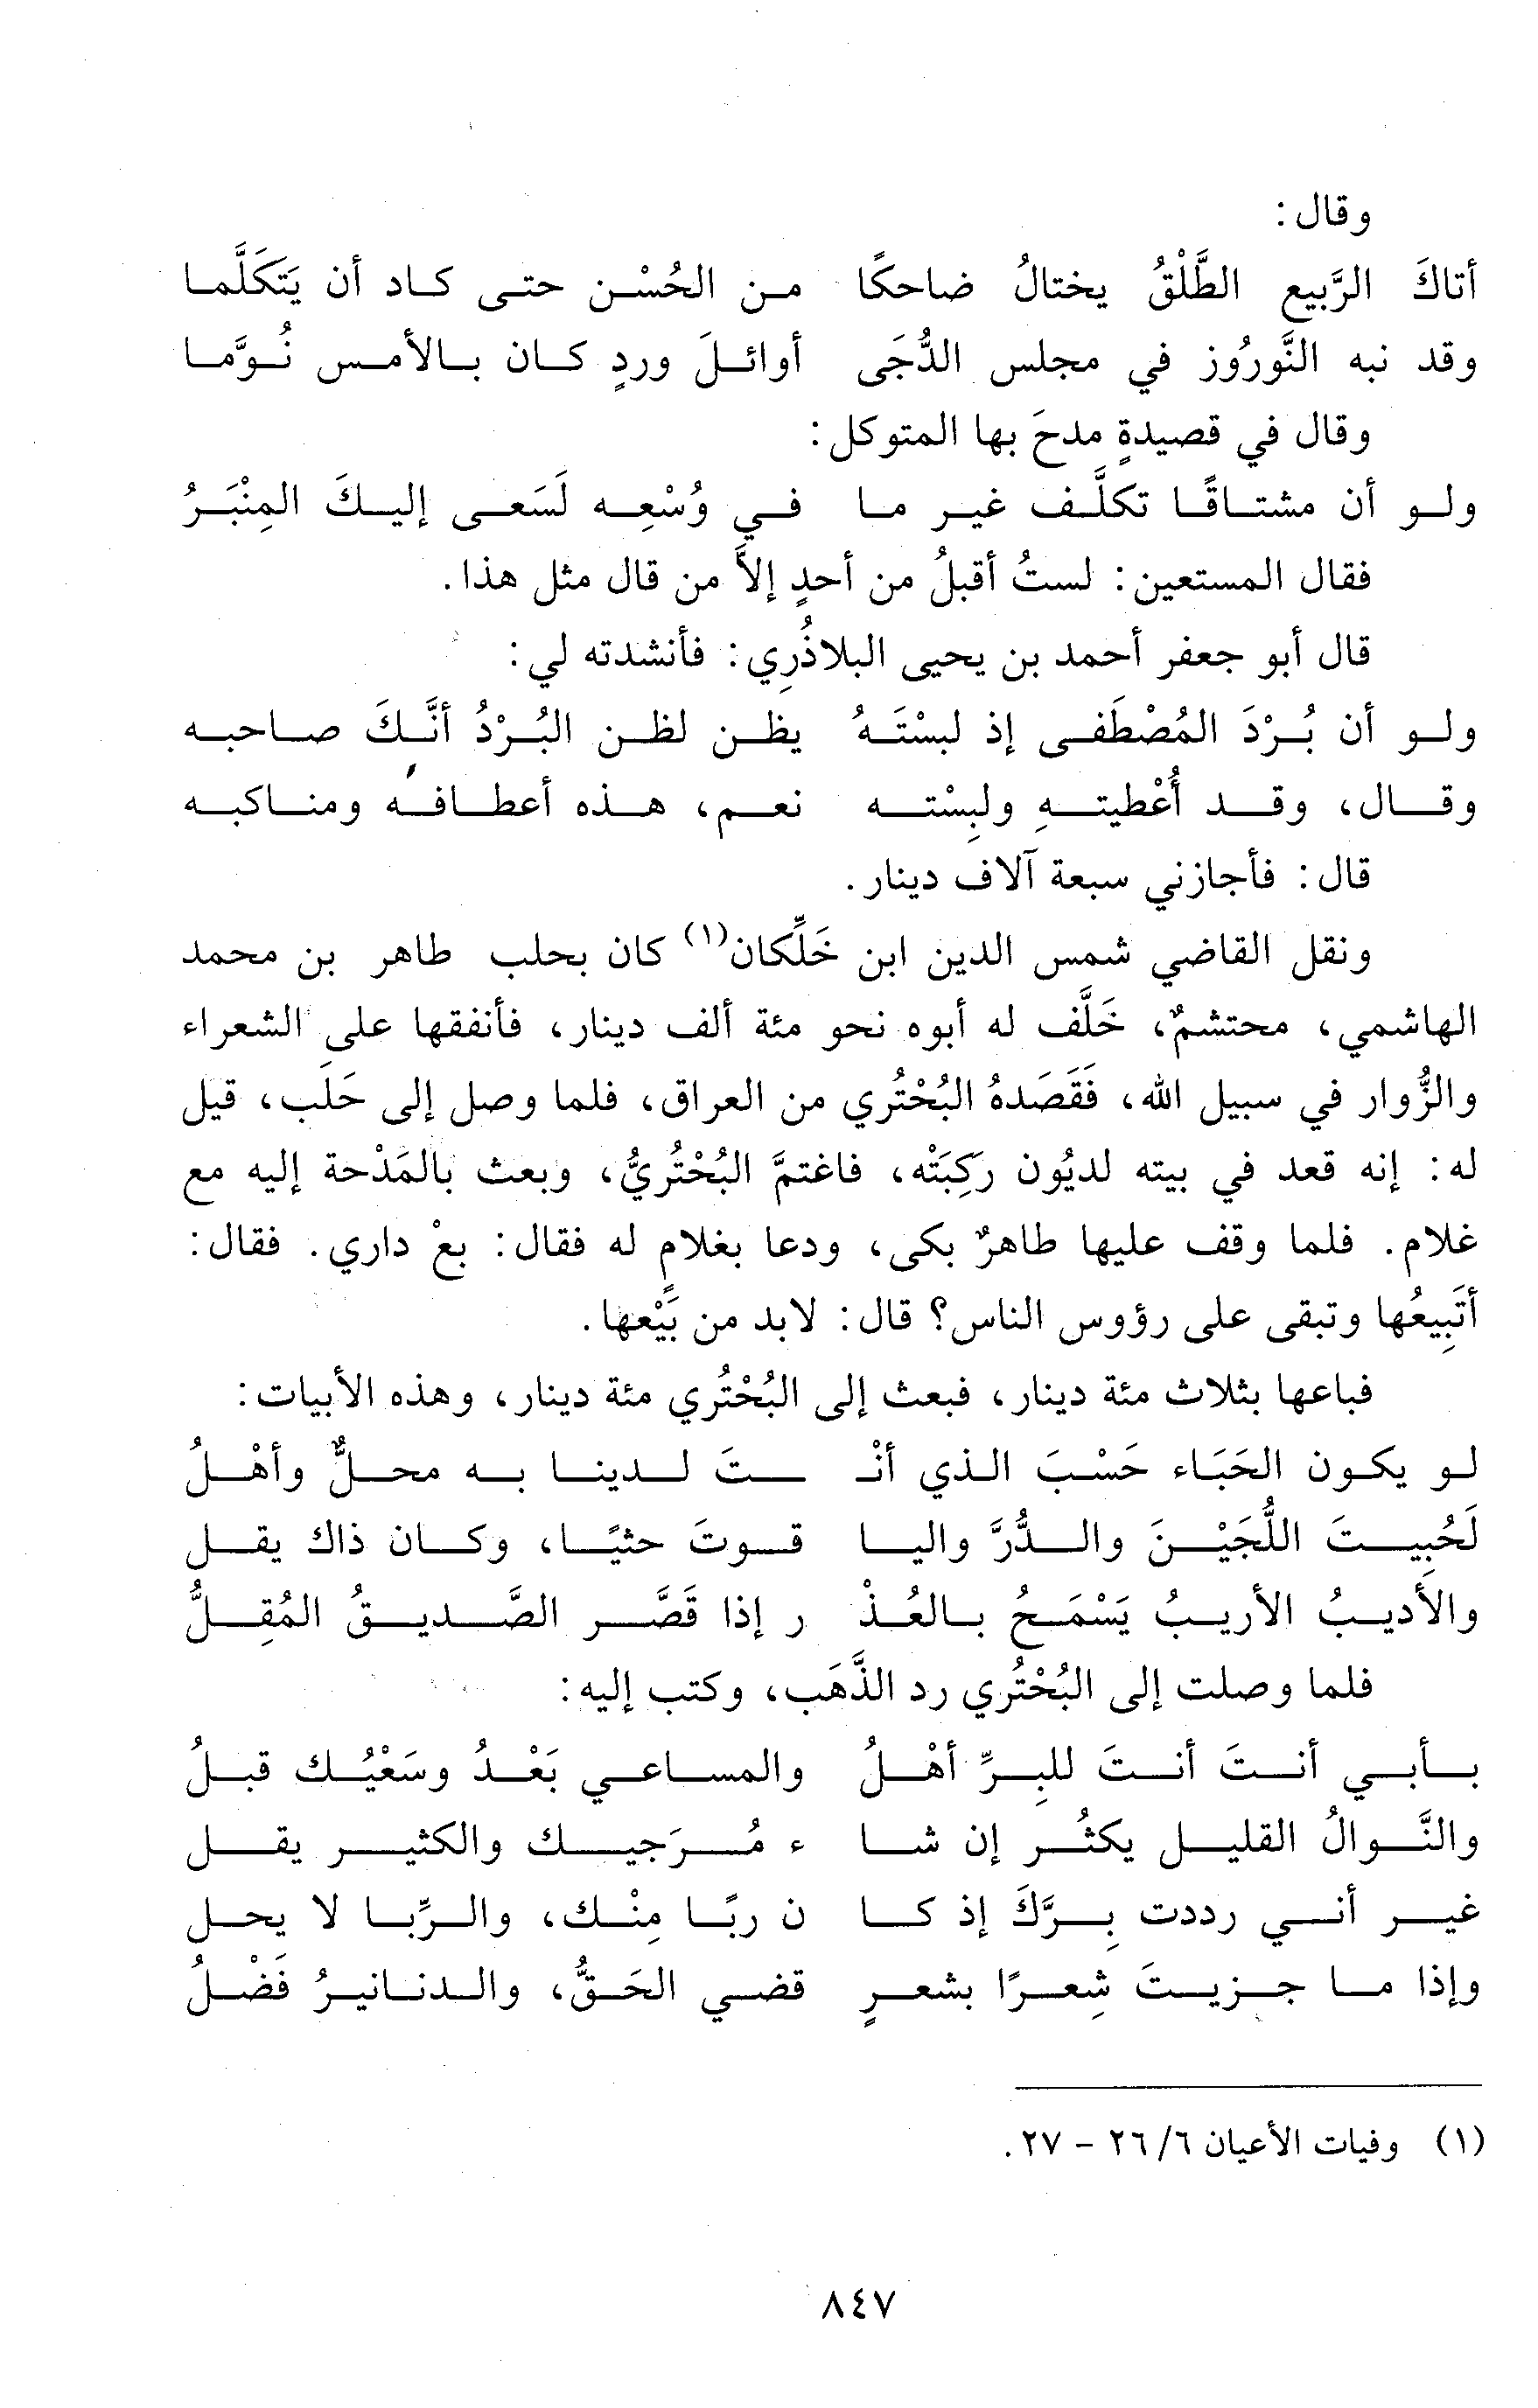 وقال:
أتاكَ الرَّبيع الطَّلْقُ يختالُ ضاحكًا من الحُسْن حتى كاد أن يَتكَلَّما
وقد نبه النَّورُوز في مجلس الدُّجَى أوائلَ وردٍ كان بالأمس نُوَّما
وقال في قصيدةٍ مدحَ بها المتوكل:
ولو أن مشتاقًا تكلَّف غير ما في وُسْعِه لَسَعى إليكَ المِنْبَرُ
فقال المستعين: لستُ أقبلُ من أحدٍ إلاَّ من قال مثل هذا.
قال أبو جعفر أحمد بن يحيى البلاذُرِي: فأنشدته لي:
ولو أن بُرْدَ المُصْطَفى إذ لبسْتَهُ يظن لظن البُرْدُ أنَّكَ صاحبه
وقال، وقد أُعْطيتهِ ولبِسْته نعم، هذه أعطافه ومناكبه
قال: فأجازني سبعة آلاف دينار.
ونقل القاضي شمس الدين ابن خَلِّكان(١) كان بحلب طاهر بن محمد
الهاشمي، محتشمٌ، خَلَّف له أبوه نحو مئة ألف دينار، فأنفقها على الشعراء
والزُّوار في سبيل الله، فَقَصَدهُ البُحْتُري من العراق، فلما وصل إلى حَلَب، قيل
له: إنه قعد في بيته لديُون رَكِبَتْه، فاغتمَّ البُحْتُريُّ، وبعث بالمَدْحة إليه مع
غلام. فلما وقف عليها طاهرٌ بكى، ودعا بغلامٍ له فقال: بعْ داري. فقال:
أتَبِيعُها وتبقى على رؤوس الناس؟ قال: لابد من بَيْعها.
فباعها بثلاث مئة دينار، فبعث إلى البُحْتُري مئة دينار، وهذه الأبيات:
لو يكون الحَبَاء حَسْبَ الذي أنْـ ـتَ لدينا به محلٌّ وأهْلُ
لَحُبِيتَ اللُّجَيْنَ والدُّرَّ واليا قوتَ حثيًا، وكان ذاك يقل
والأديبُ الأريبُ يَسْمَحُ بالعُذْ ر إذا قَصَّر الصَّديقُ المُقِلُّ
فلما وصلت إلى البُحْتُري رد الذَّهَب، وكتب إليه:
بأبي أنتَ أنتَ للبِرِّ أهْلُ والمساعي بَعْدُ وسَعْيُك قبلُ
والنَّوالُ القليل يكثُر إن شا ء مُرَجيك والكثير يقل
غير أني رددت بِرَّكَ إذ كا ن ربًا مِنْك، والرِّبا لا يحل
وإذا ما جزيتَ شِعرًا بشعرٍ قضي الحَقُّ، والدنانيرُ فَضْلُ
(١) وفيات الأعيان ٦/ ٢٦ - ٢٧.
٨٤٧